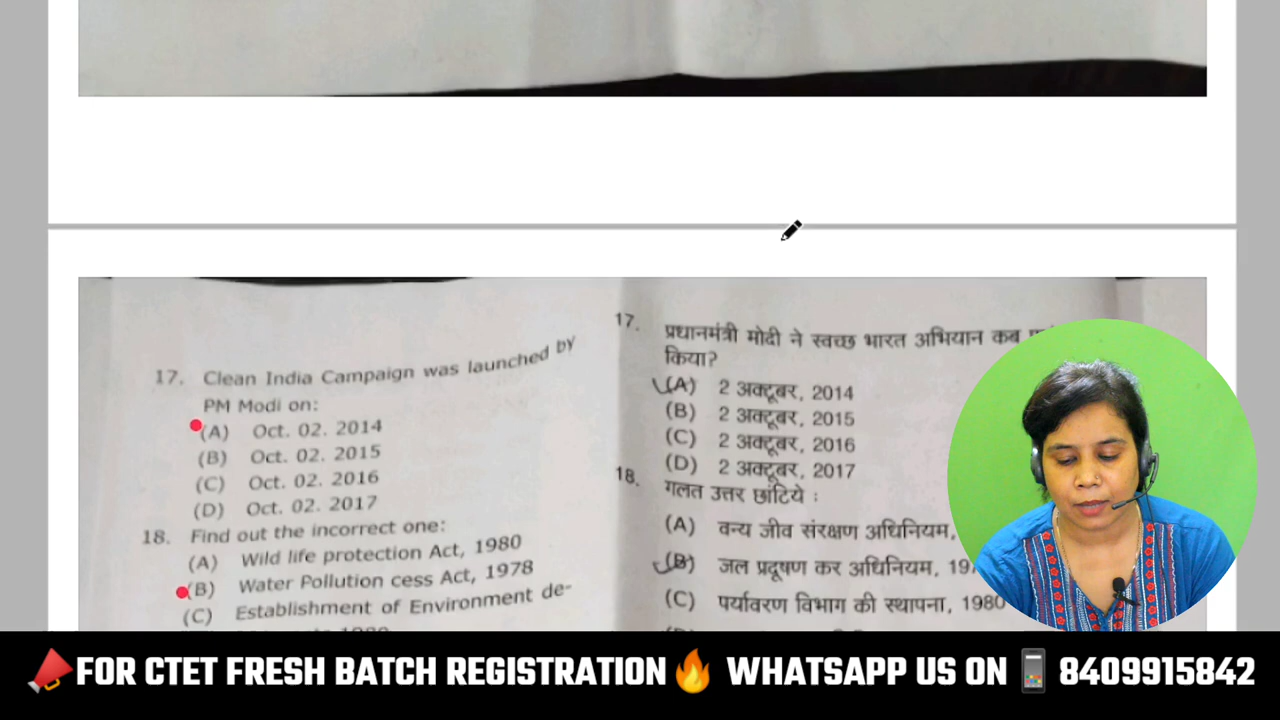 17. Clean India Campaign was launched by
PM Modi on:
(A) Oct. 02. 2014
(B) Oct. 02. 2015
(C) Oct. 02. 2016
(D) Oct. 02. 2017
18. Find out the incorrect one:
(A) Wild life protection Act, 1980
(B) Water Pollution cess Act, 1978
(C) Establishment of Environment de-
17. प्रधानमंत्री मोदी ने स्वच्छ भारत अभियान कब
किया?
(A) 2 अक्टूबर, 2014
(B) 2 अक्टूबर, 2015
(C) 2 अक्टूबर, 2016
(D) 2 अक्टूबर, 2017
18. गलत उत्तर छांटिये :
(A) वन्य जीव संरक्षण अधिनियम,
(B) जल प्रदूषण कर अधिनियम,
(C) पर्यावरण विभाग की स्थापना, 1980
FOR CTET FRESH BATCH REGISTRATION WHATSAPP US ON 8409915842